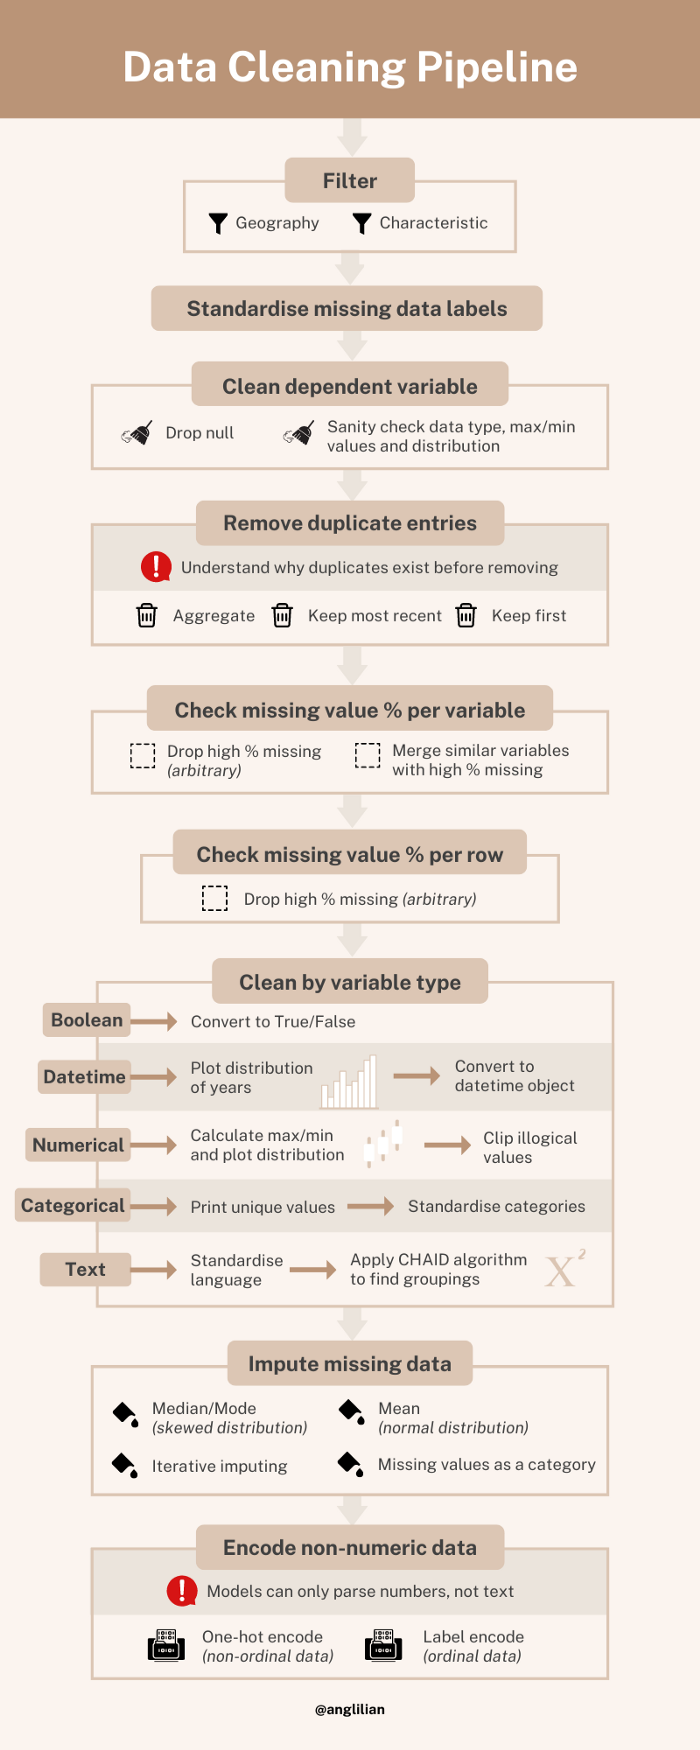 Data Cleaning Pipeline
Filter
Geography
Characteristic
Standardise missing data labels
Clean dependent variable
Drop null
Sanity check data type, max/min
values and distribution
Remove duplicate entries
Understand why duplicates exist before removing
Aggregate
Keep most recent
Keep first
Check missing value % per variable
Drop high % missing
(arbitrary)
Merge similar variables
with high % missing
Check missing value % per row
Drop high % missing (arbitrary)
Clean by variable type
Boolean
Convert to True/False
Datetime
Plot distribution
of years
Convert to
datetime object
Numerical
Calculate max/min
and plot distribution
Clip illogical
values
Categorical
Print unique values
Standardise categories
Text
Standardise
language
Apply CHAID algorithm
to find groupings
X²
Impute missing data
Median/Mode
(skewed distribution)
Mean
(normal distribution)
Iterative imputing
Missing values as a category
Encode non-numeric data
Models can only parse numbers, not text
One-hot encode
(non-ordinal data)
Label encode
(ordinal data)
@anglilian